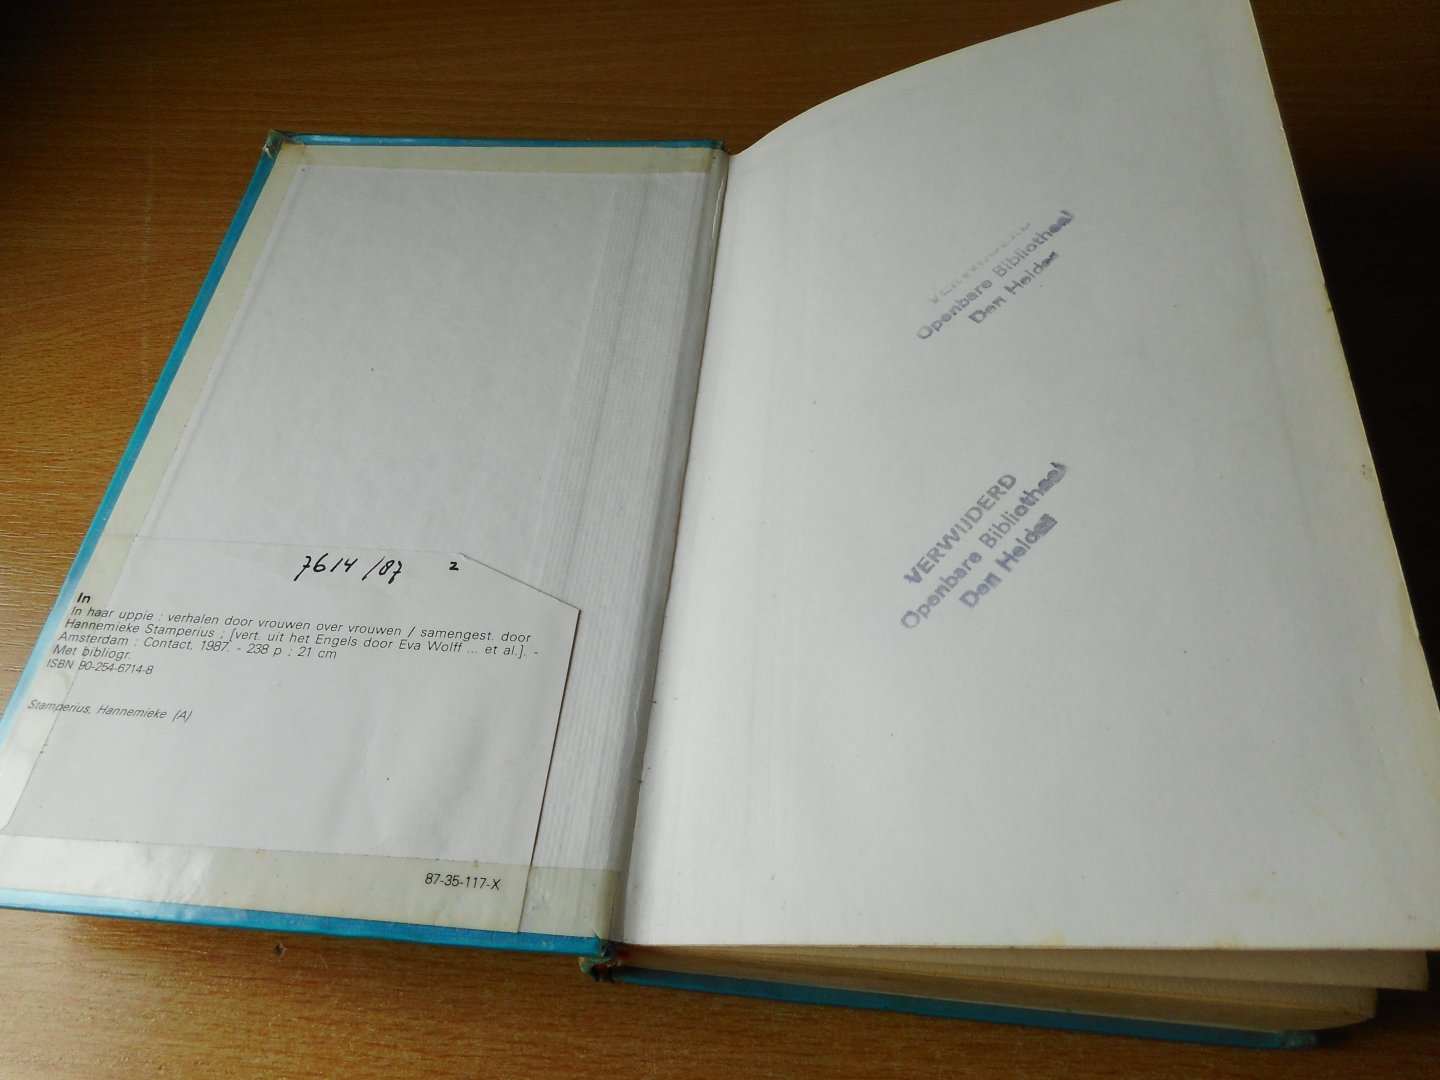 7614/87 2
In
In haar uppie : verhalen door vrouwen over vrouwen / samengest. door
Hannemieke Stamperius ; [vert. uit het Engels door Eva Wolff ... et al.]. -
Amsterdam : Contact, 1987. - 238 p ; 21 cm
Met bibliogr.
ISBN 90-254-6714-8
Stamperius, Hannemieke (A)
87-35-117-X
VERWIJDERD
Openbare Bibliotheek
Den Helder
VERWIJDERD
Openbare Bibliotheek
Den Helder